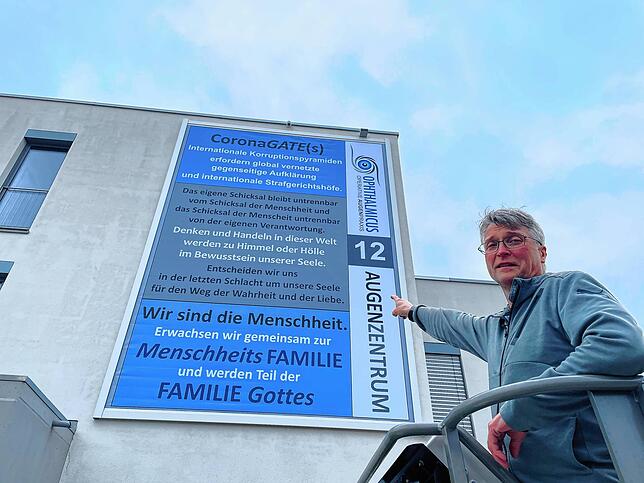 CoronaGATE(s)
Internationale Korruptionspyramiden
erfordern global vernetzte
gegenseitige Aufklärung
und internationale Strafgerichtshöfe.
Das eigene Schicksal bleibt untrennbar
vom Schicksal der Menschheit und
das Schicksal der Menscheit untrennbar
von der eigenen Verantwortung.
Denken und Handeln in dieser Welt
werden zu Himmel oder Hölle
im Bewusstsein unserer Seele.
Entscheiden wir uns
in der letzten Schlacht um unsere Seele
für den Weg der Wahrheit und der Liebe.
Wir sind die Menschheit.
Erwachsen wir gemeinsam zur
Menschheits FAMILIE
und werden Teil der
FAMILIE Gottes
OPHTHALMICUS
OPERATIVE AUGENPRAXIS
12
AUGENZENTRUM